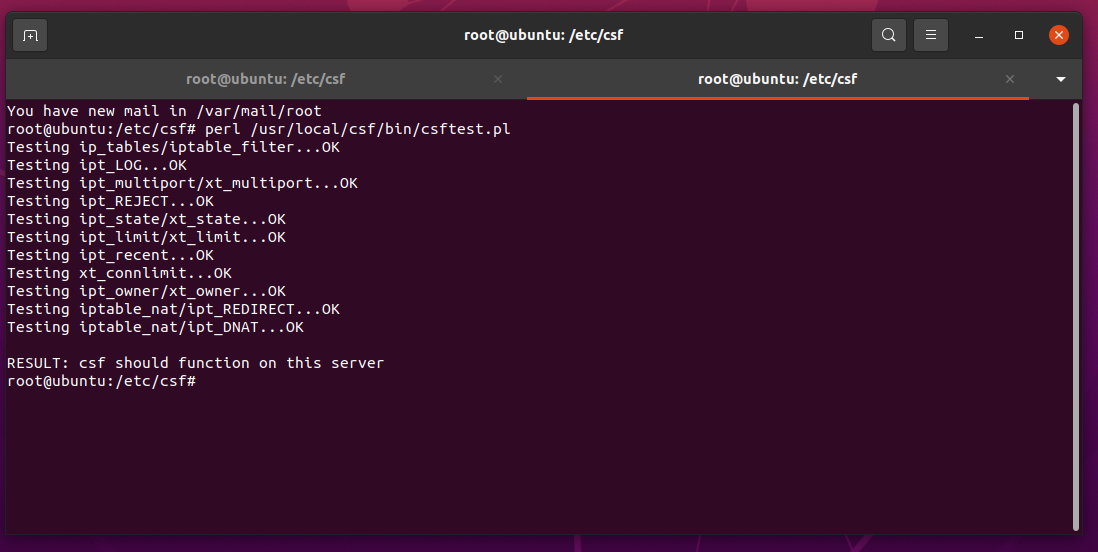 root@ubuntu: /etc/csf
root@ubuntu: /etc/csf
root@ubuntu: /etc/csf
You have new mail in /var/mail/root
root@ubuntu:/etc/csf# perl /usr/local/csf/bin/csftest.pl
Testing ip_tables/iptable_filter...OK
Testing ipt_LOG...OK
Testing ipt_multiport/xt_multiport...OK
Testing ipt_REJECT...OK
Testing ipt_state/xt_state...OK
Testing ipt_limit/xt_limit...OK
Testing ipt_recent...OK
Testing xt_connlimit...OK
Testing ipt_owner/xt_owner...OK
Testing iptable_nat/ipt_REDIRECT...OK
Testing iptable_nat/ipt_DNAT...OK
RESULT: csf should function on this server
root@ubuntu:/etc/csf#